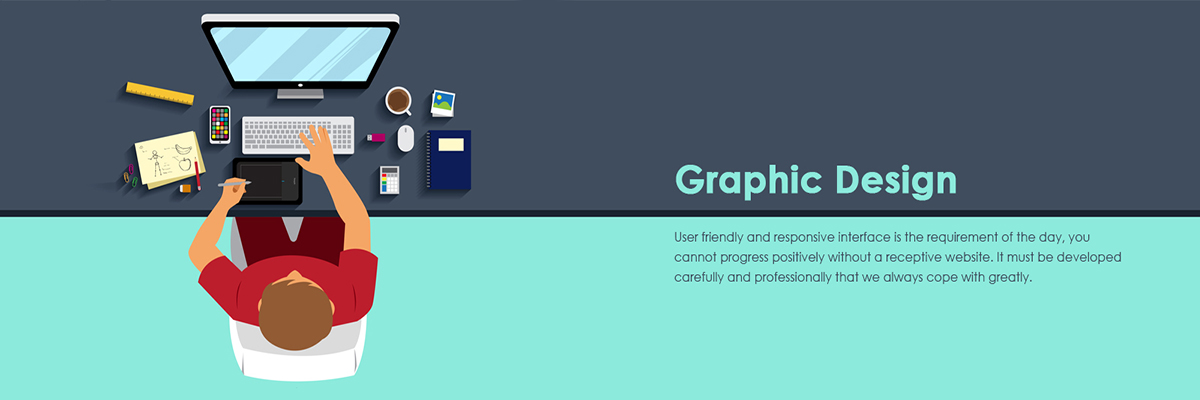 Graphic Design
User friendly and responsive interface is the requirement of the day, you
cannot progress positively without a receptive website. It must be developed
carefully and professionally that we always cope with greatly.